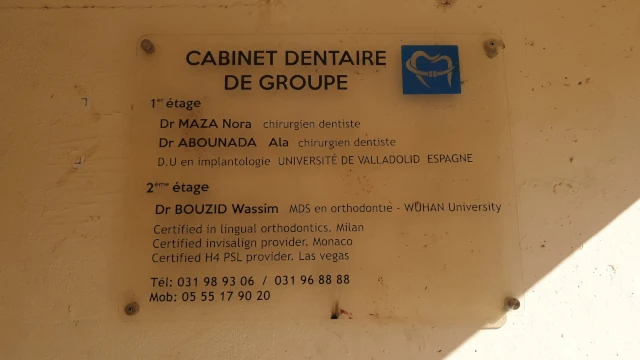 CABINET DENTAIRE
DE GROUPE
1er étage
Dr MAZA Nora chirurgien dentiste
Dr ABOUNADA Ala chirurgien dentiste
D.U en implantologie UNIVERSITÉ DE VALLADOLID ESPAGNE
2ème étage
Dr BOUZID Wassim MDS en orthodontie - WUHAN University
Certified in lingual orthodontics. Milan
Certified invisalign provider. Monaco
Certified H4 PSL provider. Las vegas
Tél: 031 98 93 06 / 031 96 88 88
Mob: 05 55 17 90 20